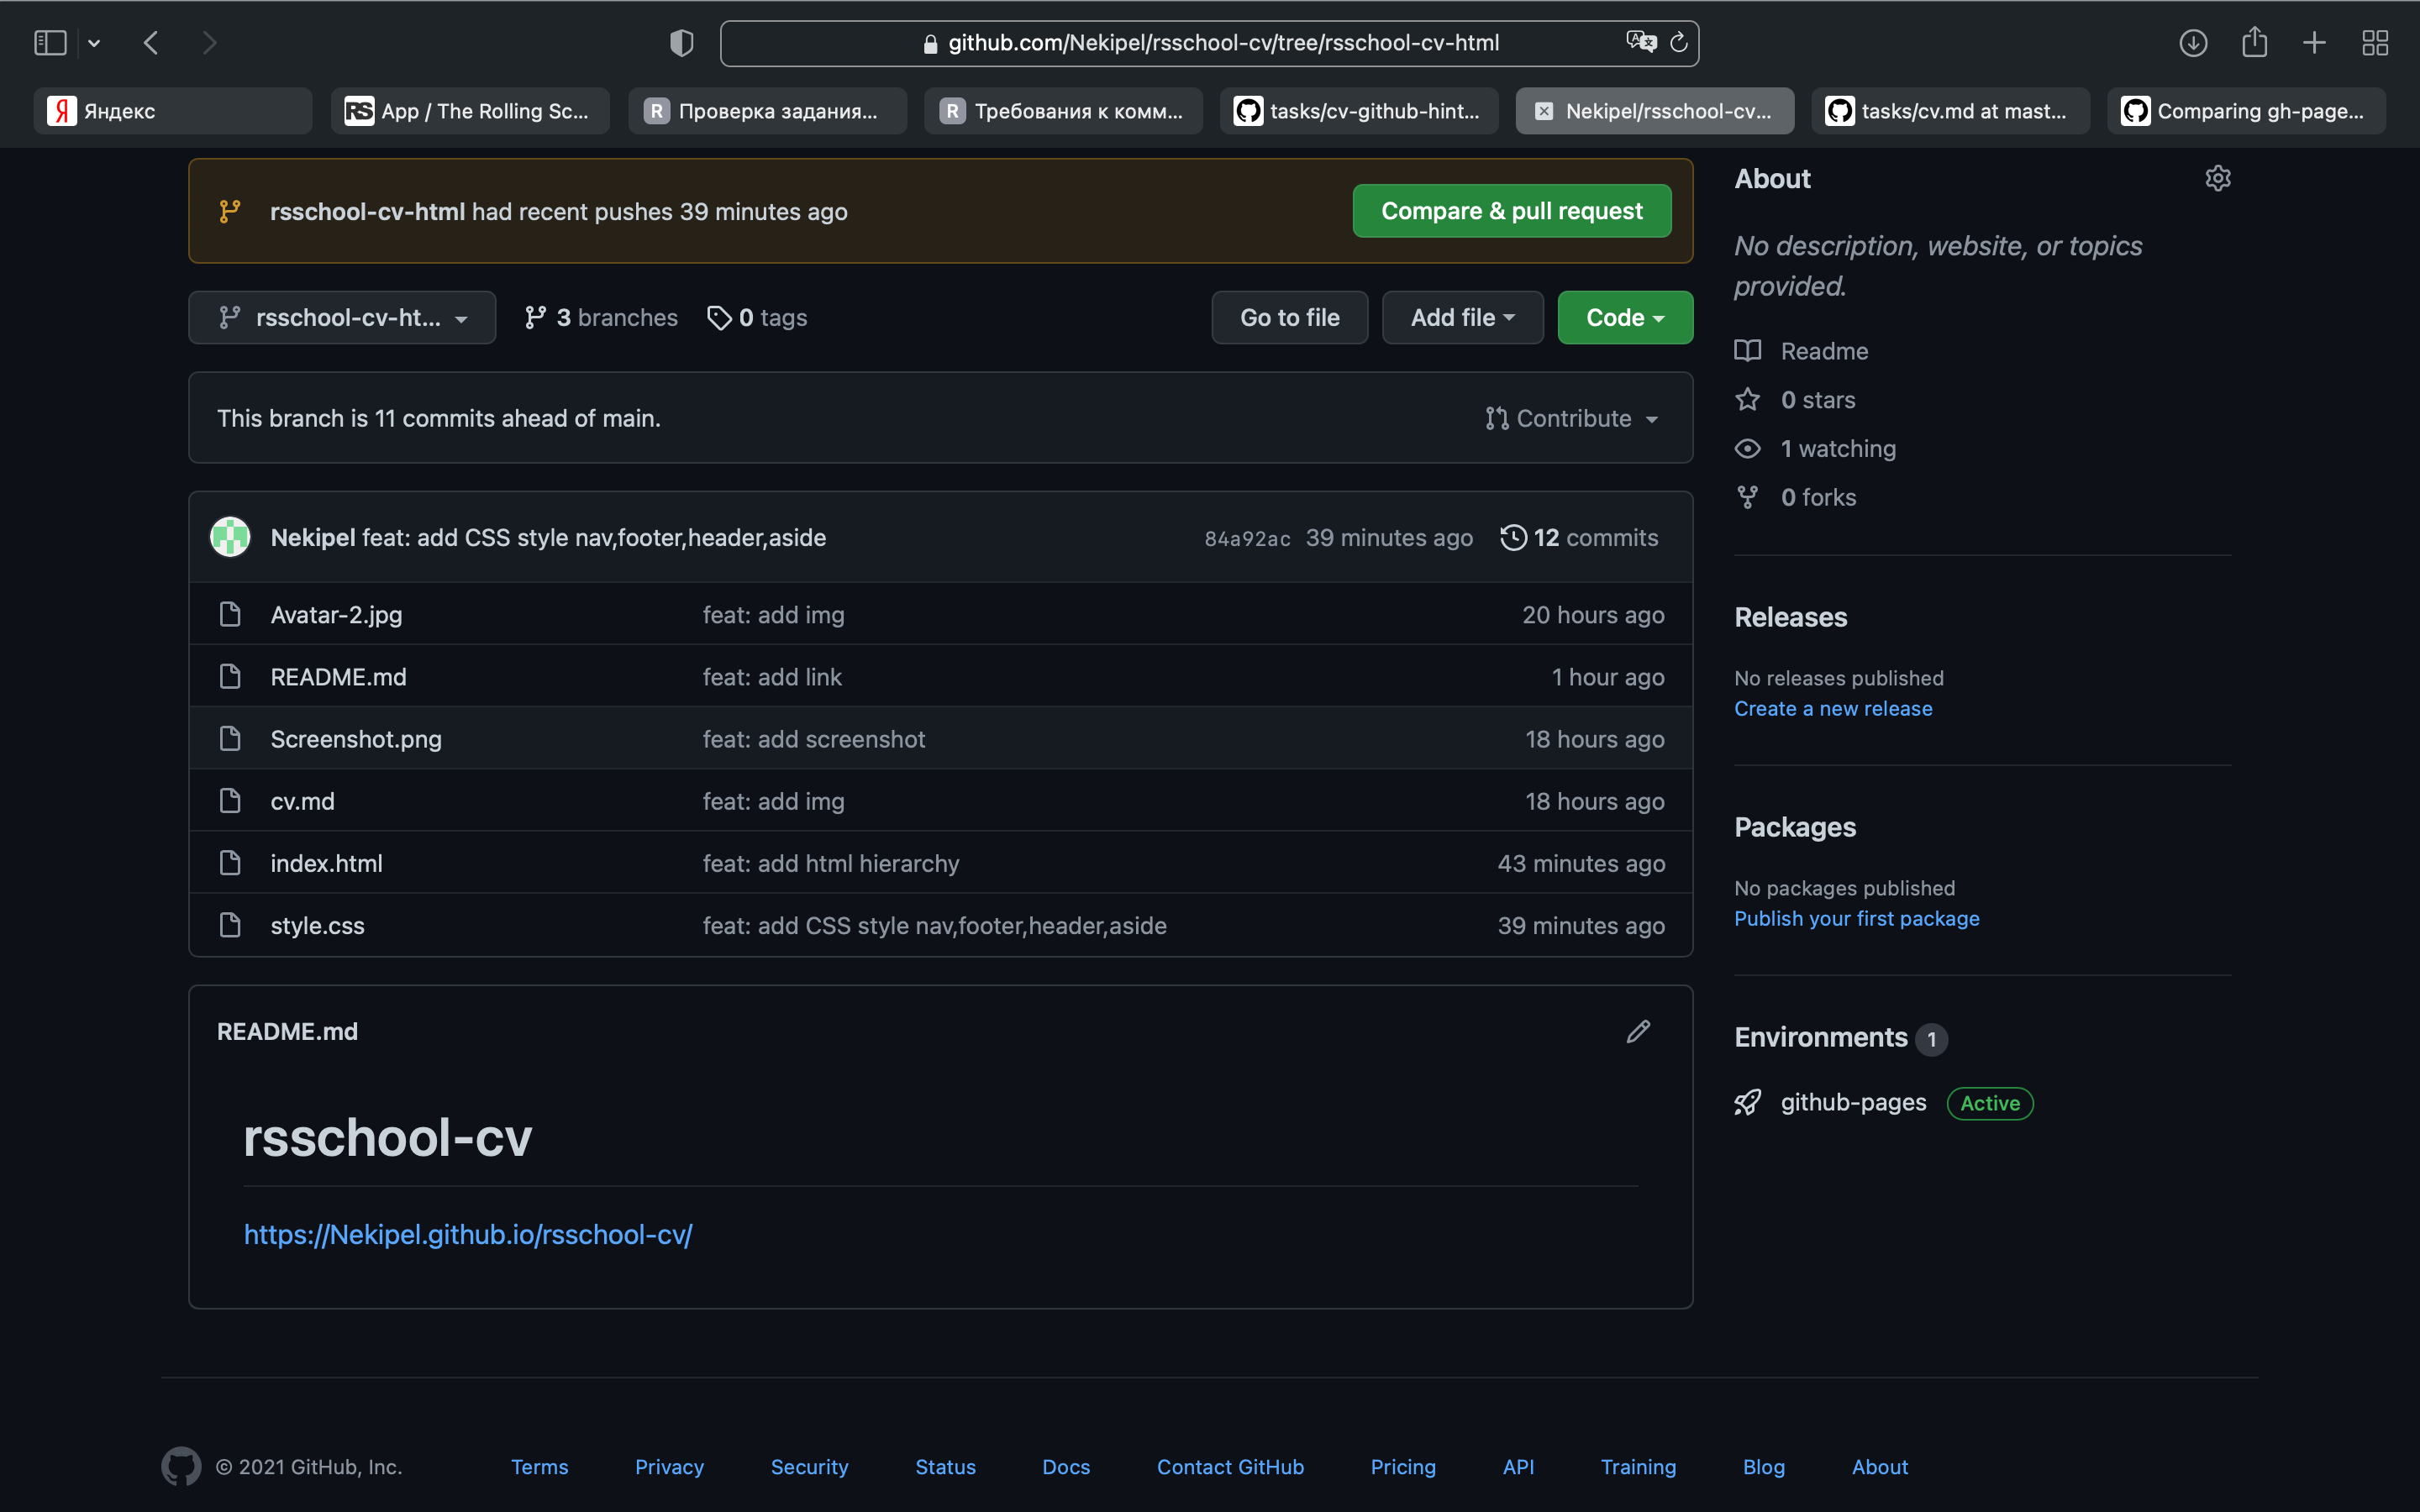 github.com/Nekipel/rsschool-cv/tree/rsschool-cv-html
Я Яндекс
RS App / The Rolling Sc...
R Проверка задания...
R Требования к комм...
tasks/cv-github-hint...
Nekipel/rsschool-cv...
tasks/cv.md at mast...
Comparing gh-page...
rsschool-cv-html had recent pushes 39 minutes ago
Compare & pull request
rsschool-cv-ht...
3 branches
0 tags
Go to file
Add file
Code
This branch is 11 commits ahead of main.
Contribute
Nekipel feat: add CSS style nav,footer,header,aside 84a92ac 39 minutes ago 12 commits
Avatar-2.jpg feat: add img 20 hours ago
README.md feat: add link 1 hour ago
Screenshot.png feat: add screenshot 18 hours ago
cv.md feat: add img 18 hours ago
index.html feat: add html hierarchy 43 minutes ago
style.css feat: add CSS style nav,footer,header,aside 39 minutes ago
README.md
rsschool-cv
https://Nekipel.github.io/rsschool-cv/
About
No description, website, or topics
provided.
Readme
0 stars
1 watching
0 forks
Releases
No releases published
Create a new release
Packages
No packages published
Publish your first package
Environments 1
github-pages Active
© 2021 GitHub, Inc.
Terms
Privacy
Security
Status
Docs
Contact GitHub
Pricing
API
Training
Blog
About